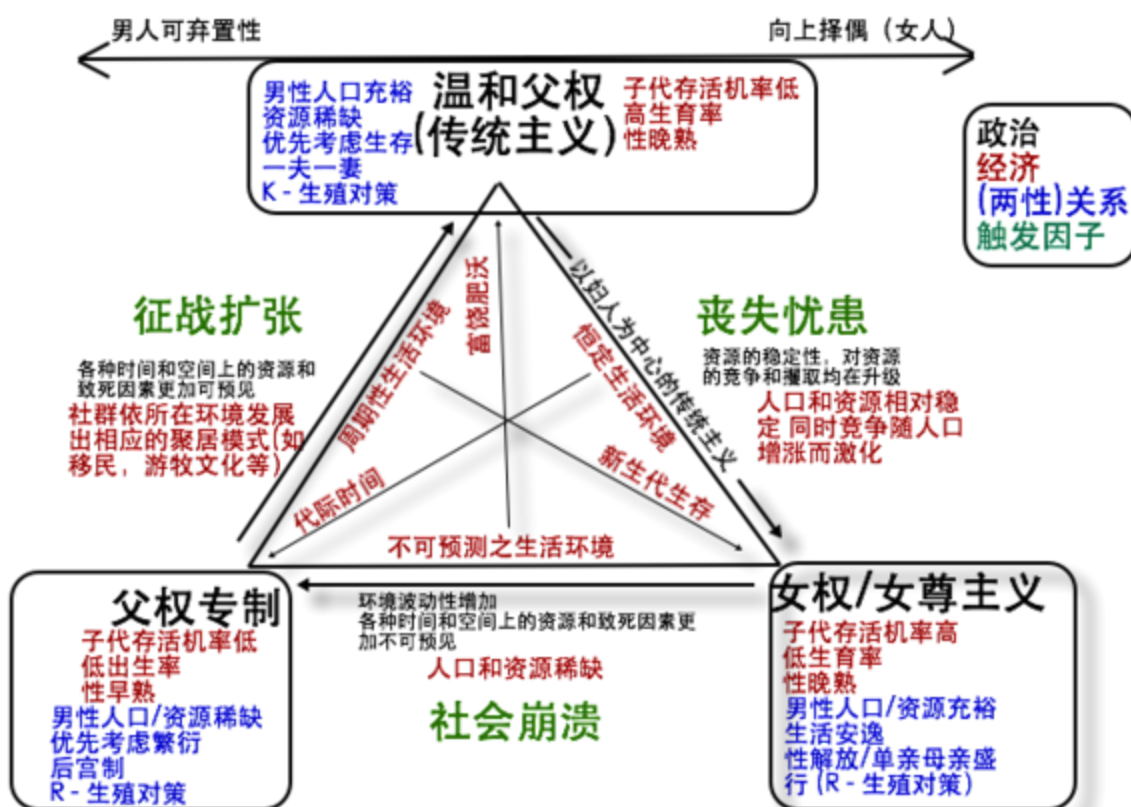 男人可弃置性
向上择偶（女人）
温和父权
(传统主义)
男性人口充裕
资源稀缺
优先考虑生存
一夫一妻
K - 生殖对策
子代存活机率低
高生育率
性晚熟
政治
经济
(两性)关系
触发因子
征战扩张
各种时间和空间上的资源和
致死因素更加可预见
社群依所在环境发展
出相应的聚居模式(如
移民，游牧文化等)
周期性生活环境
富饶肥沃
恒定生活环境
以妇人为中心的传统主义
丧失忧患
资源的稳定性，对资源
的竞争和攫取均在升级
人口和资源相对稳
定 同时竞争随人口
增涨而激化
代际时间
新生代生存
不可预测之生活环境
父权专制
子代存活机率低
低出生率
性早熟
男性人口/资源稀缺
优先考虑繁衍
后宫制
R - 生殖对策
环境波动性增加
各种时间和空间上的资源和致死因素更
加不可预见
人口和资源稀缺
社会崩溃
女权/女尊主义
子代存活机率高
低生育率
性晚熟
男性人口/资源充裕
生活安逸
性解放/单亲母亲盛
行 (R - 生殖对策)